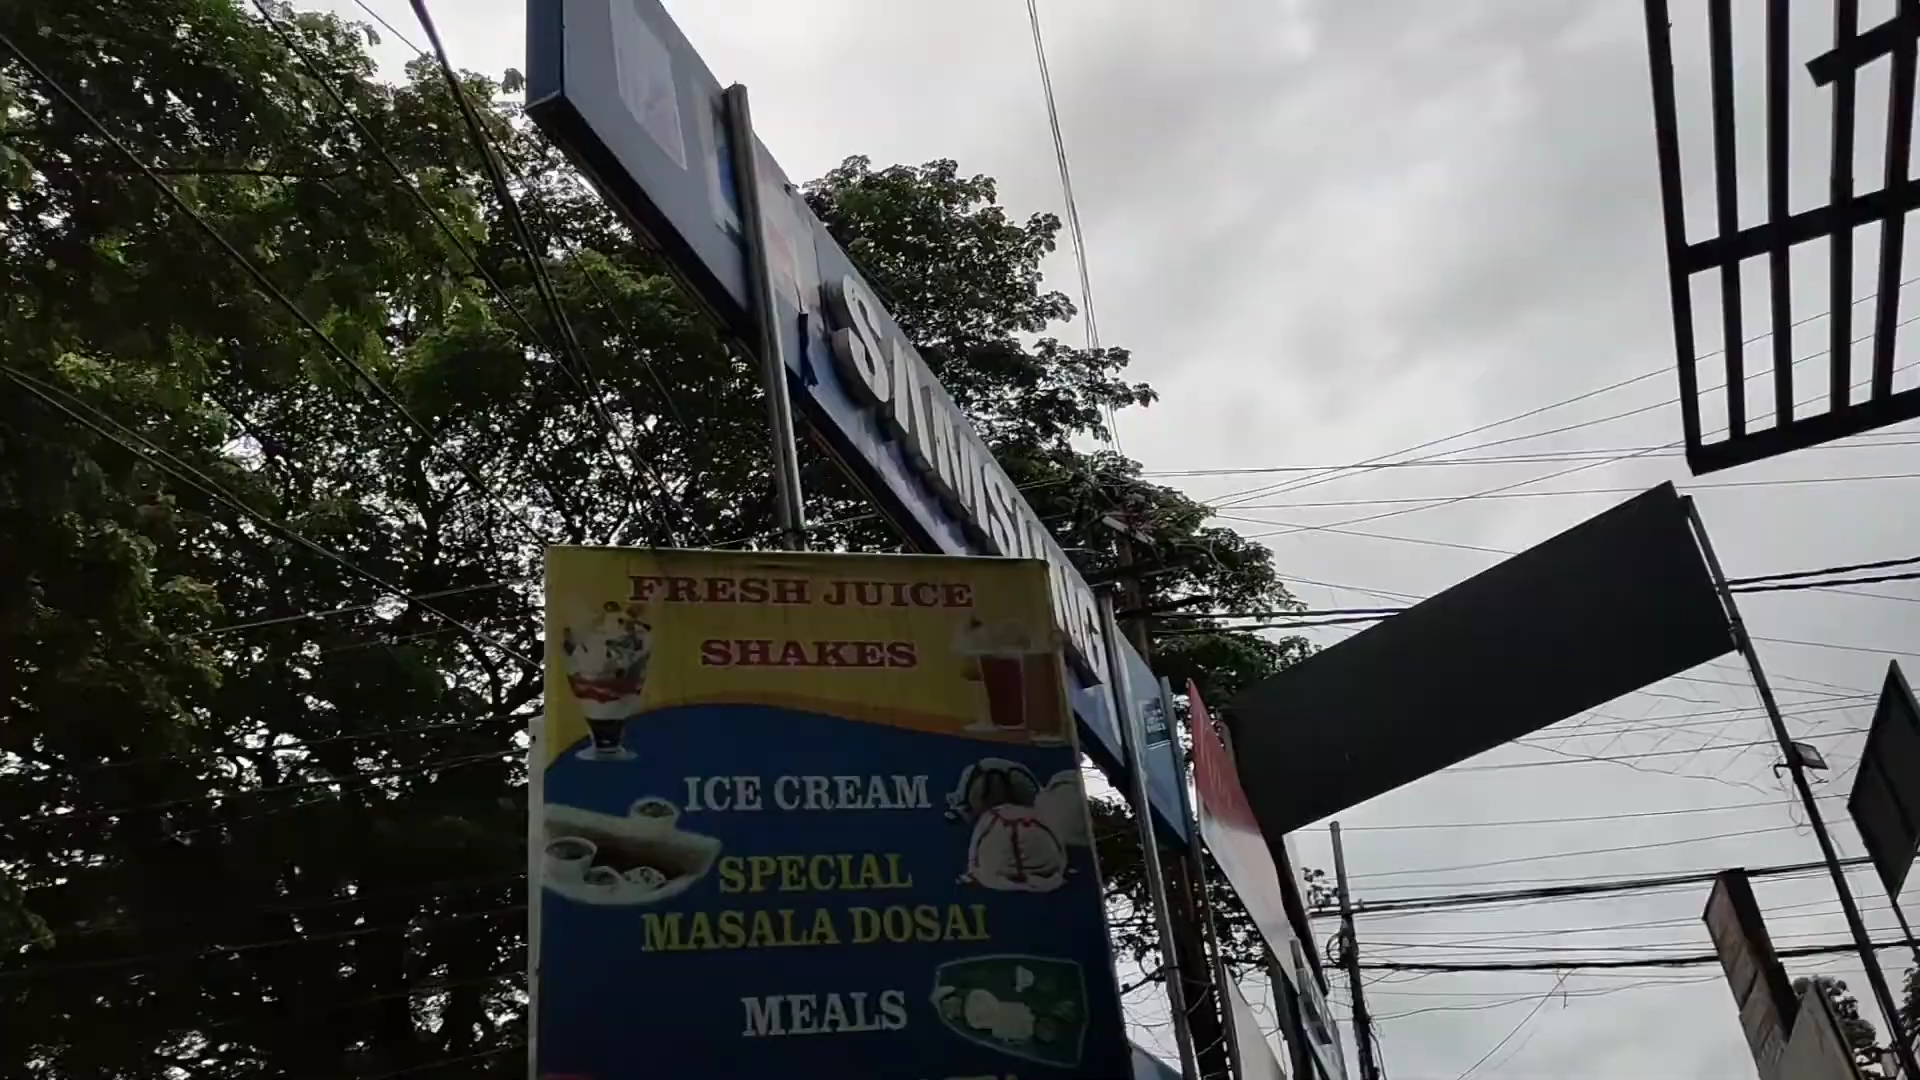 FRESH JUICE
SHAKES
ICE CREAM
SPECIAL
MASALA DOSAI
MEALS